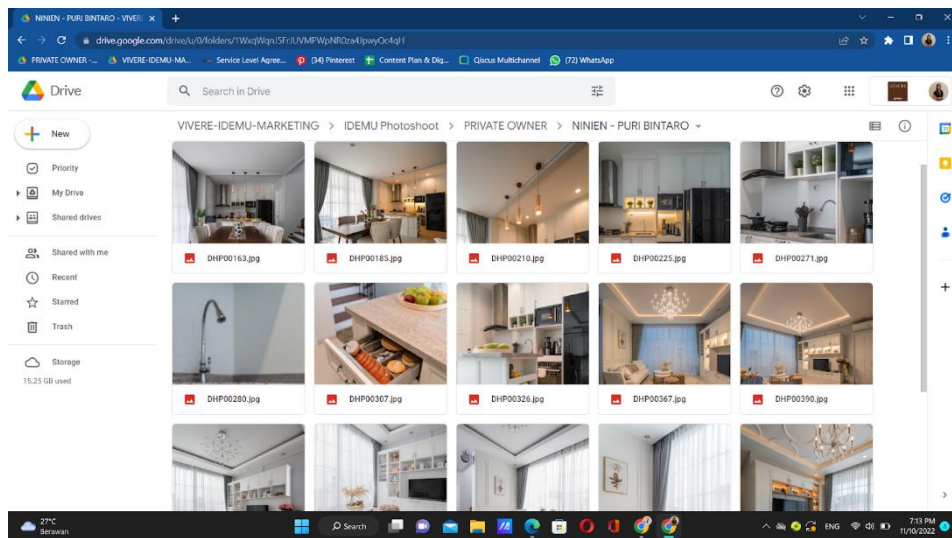 NINIEN - PURI BINTARO - VIVER
drive.google.com/drive/u/0/folders/1WxqWqnJ5FrJUVMPWpNR0za4JpwyQc4qH
PRIVATE OWNER -...
VIVERE-IDEMU-MA...
Service Level Agree...
(34) Pinterest
Content Plan & Dig...
Qiscus Multichannel
(72) WhatsApp
Drive
Search in Drive
New
VIVERE-IDEMU-MARKETING > IDEMU Photoshoot > PRIVATE OWNER > NINIEN - PURI BINTARO
Priority
My Drive
Shared drives
Shared with me
Recent
Starred
Trash
Storage
15.25 GB used
DHP00163.jpg
DHP00185.jpg
DHP00210.jpg
DHP00225.jpg
DHP00271.jpg
DHP00280.jpg
DHP00307.jpg
DHP00326.jpg
DHP00367.jpg
DHP00390.jpg
27°C
Berawan
Search
ENG
7:13 PM
11/10/2022